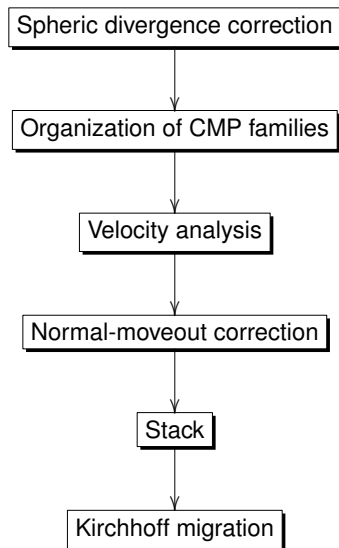 Spheric divergence correction
Organization of CMP families
Velocity analysis
Normal-moveout correction
Stack
Kirchhoff migration